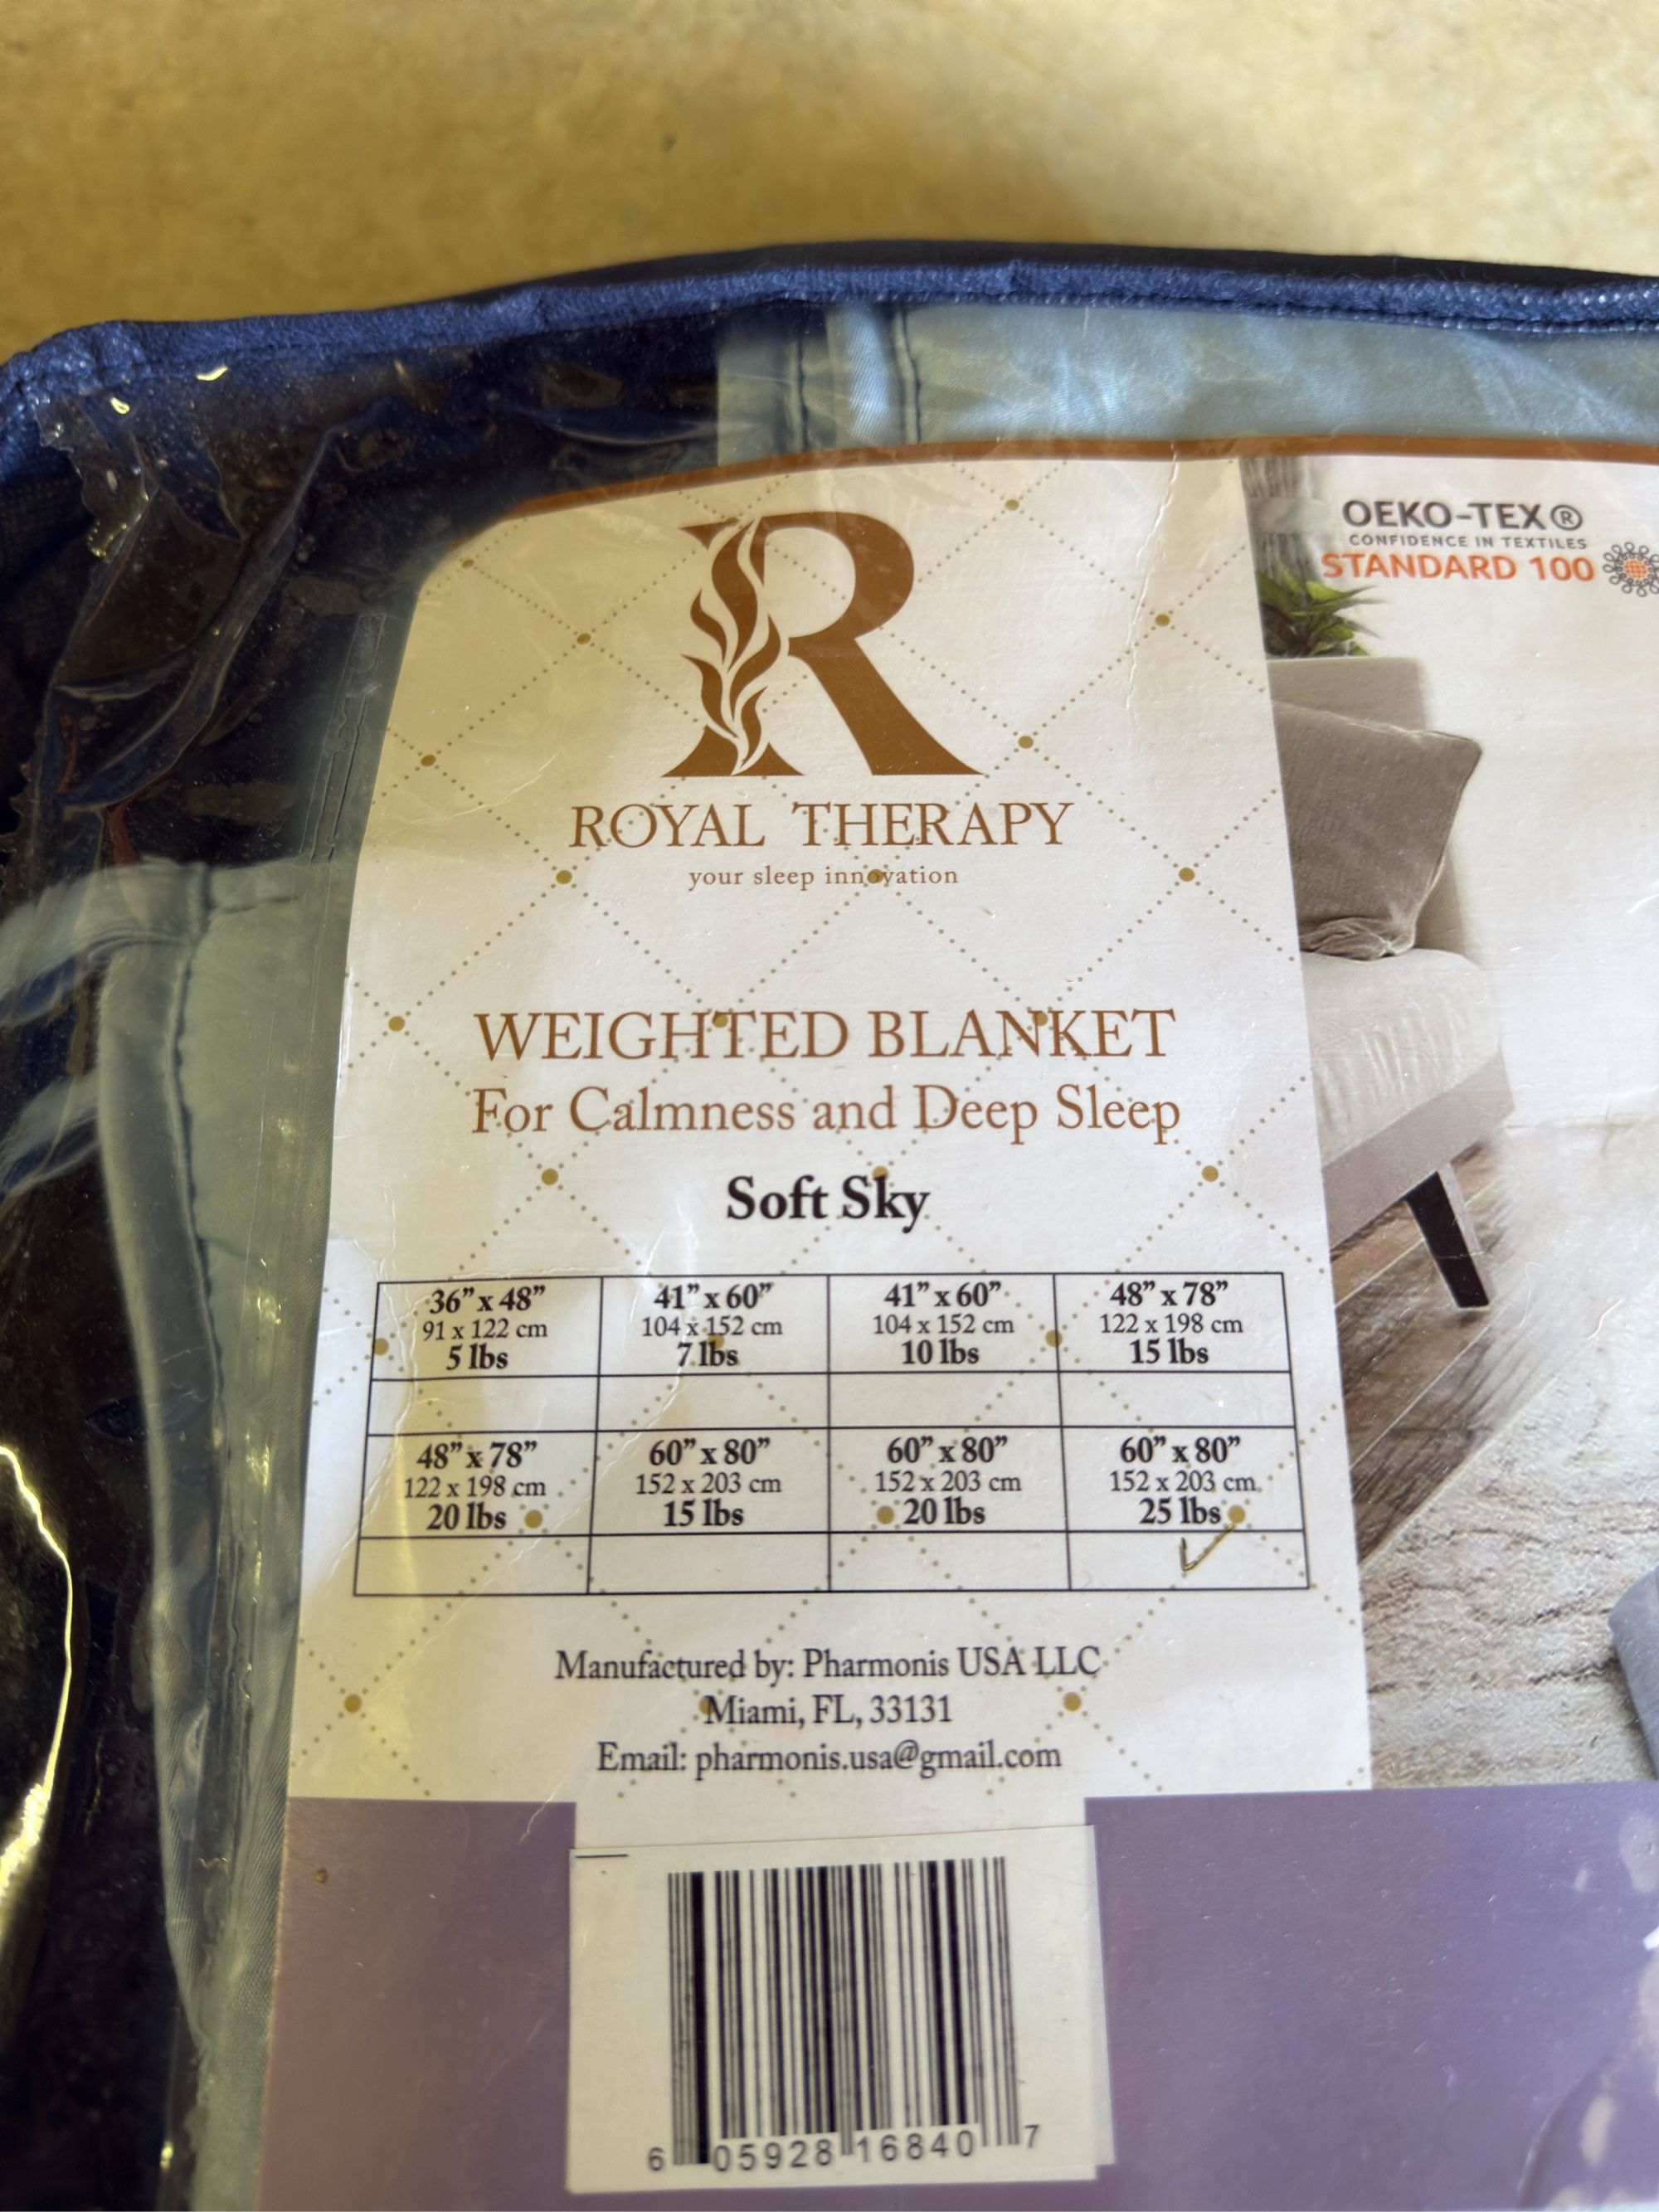 R
ROYAL THERAPY
your sleep innovation
OEKO-TEX®
CONFIDENCE IN TEXTILES
STANDARD 100
WEIGHTED BLANKET
For Calmness and Deep Sleep
Soft Sky
36” x 48” 41” x 60” 41” x 60” 48” x 78”
91 x 122 cm 104 x 152 cm 104 x 152 cm 122 x 198 cm
5 lbs 7 lbs 10 lbs 15 lbs
48” x 78” 60” x 80” 60” x 80” 60” x 80”
122 x 198 cm 152 x 203 cm 152 x 203 cm 152 x 203 cm
20 lbs 15 lbs 20 lbs 25 lbs
✓
Manufactured by: Pharmonis USA LLC
Miami, FL, 33131
Email: pharmonis.usa@gmail.com
6 05928 16840 7